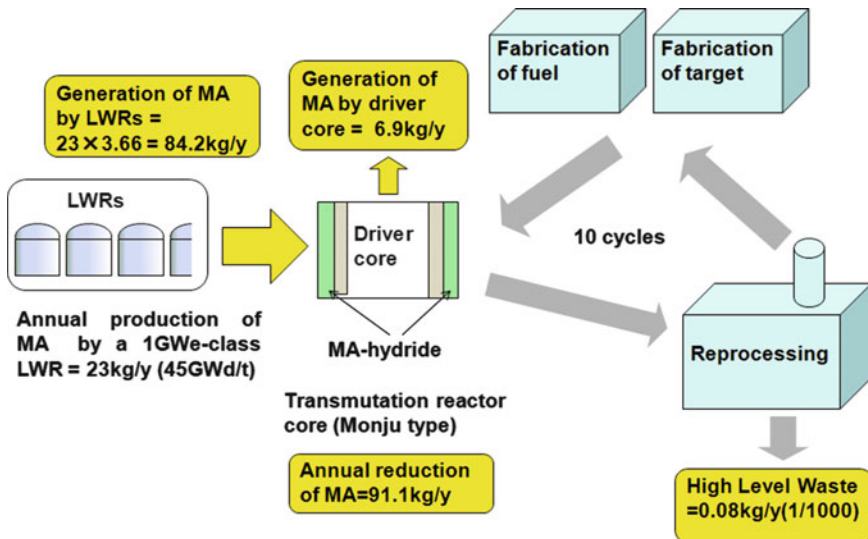 Generation of MA
by LWRs =
23×3.66 = 84.2kg/y
Generation of
MA by driver
core = 6.9kg/y
Fabrication
of fuel
Fabrication
of target
LWRs
Driver
core
10 cycles
Annual production of
MA by a 1GWe-class
LWR = 23kg/y (45GWd/t)
MA-hydride
Reprocessing
Transmutation reactor
core (Monju type)
Annual reduction
of MA=91.1kg/y
High Level Waste
=0.08kg/y(1/1000)